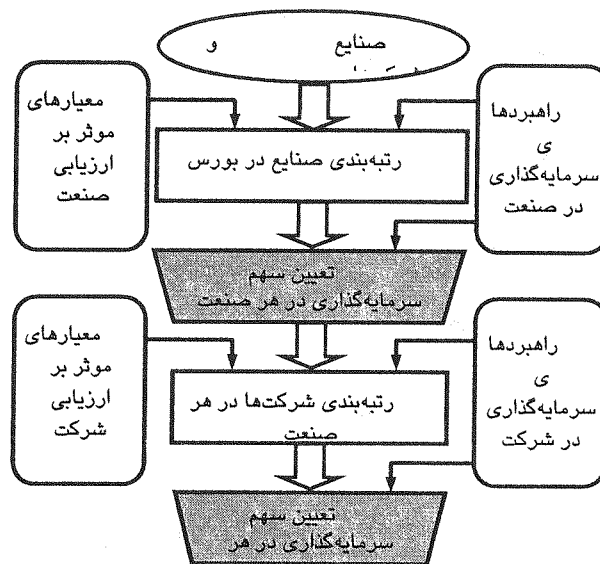 صنایع و
معیارهای
موثر بر
ارزیابی
صنعت
راهبردها
ی
سرمایه‌گذاری
در صنعت
رتبه‌بندی صنایع در بورس
تعیین سهم
سرمایه‌گذاری در هر صنعت
معیارهای
موثر بر
ارزیابی
شرکت
راهبردها
ی
سرمایه‌گذاری
در شرکت
رتبه‌بندی شرکت‌ها در هر
صنعت
تعیین سهم
سرمایه‌گذاری در هر